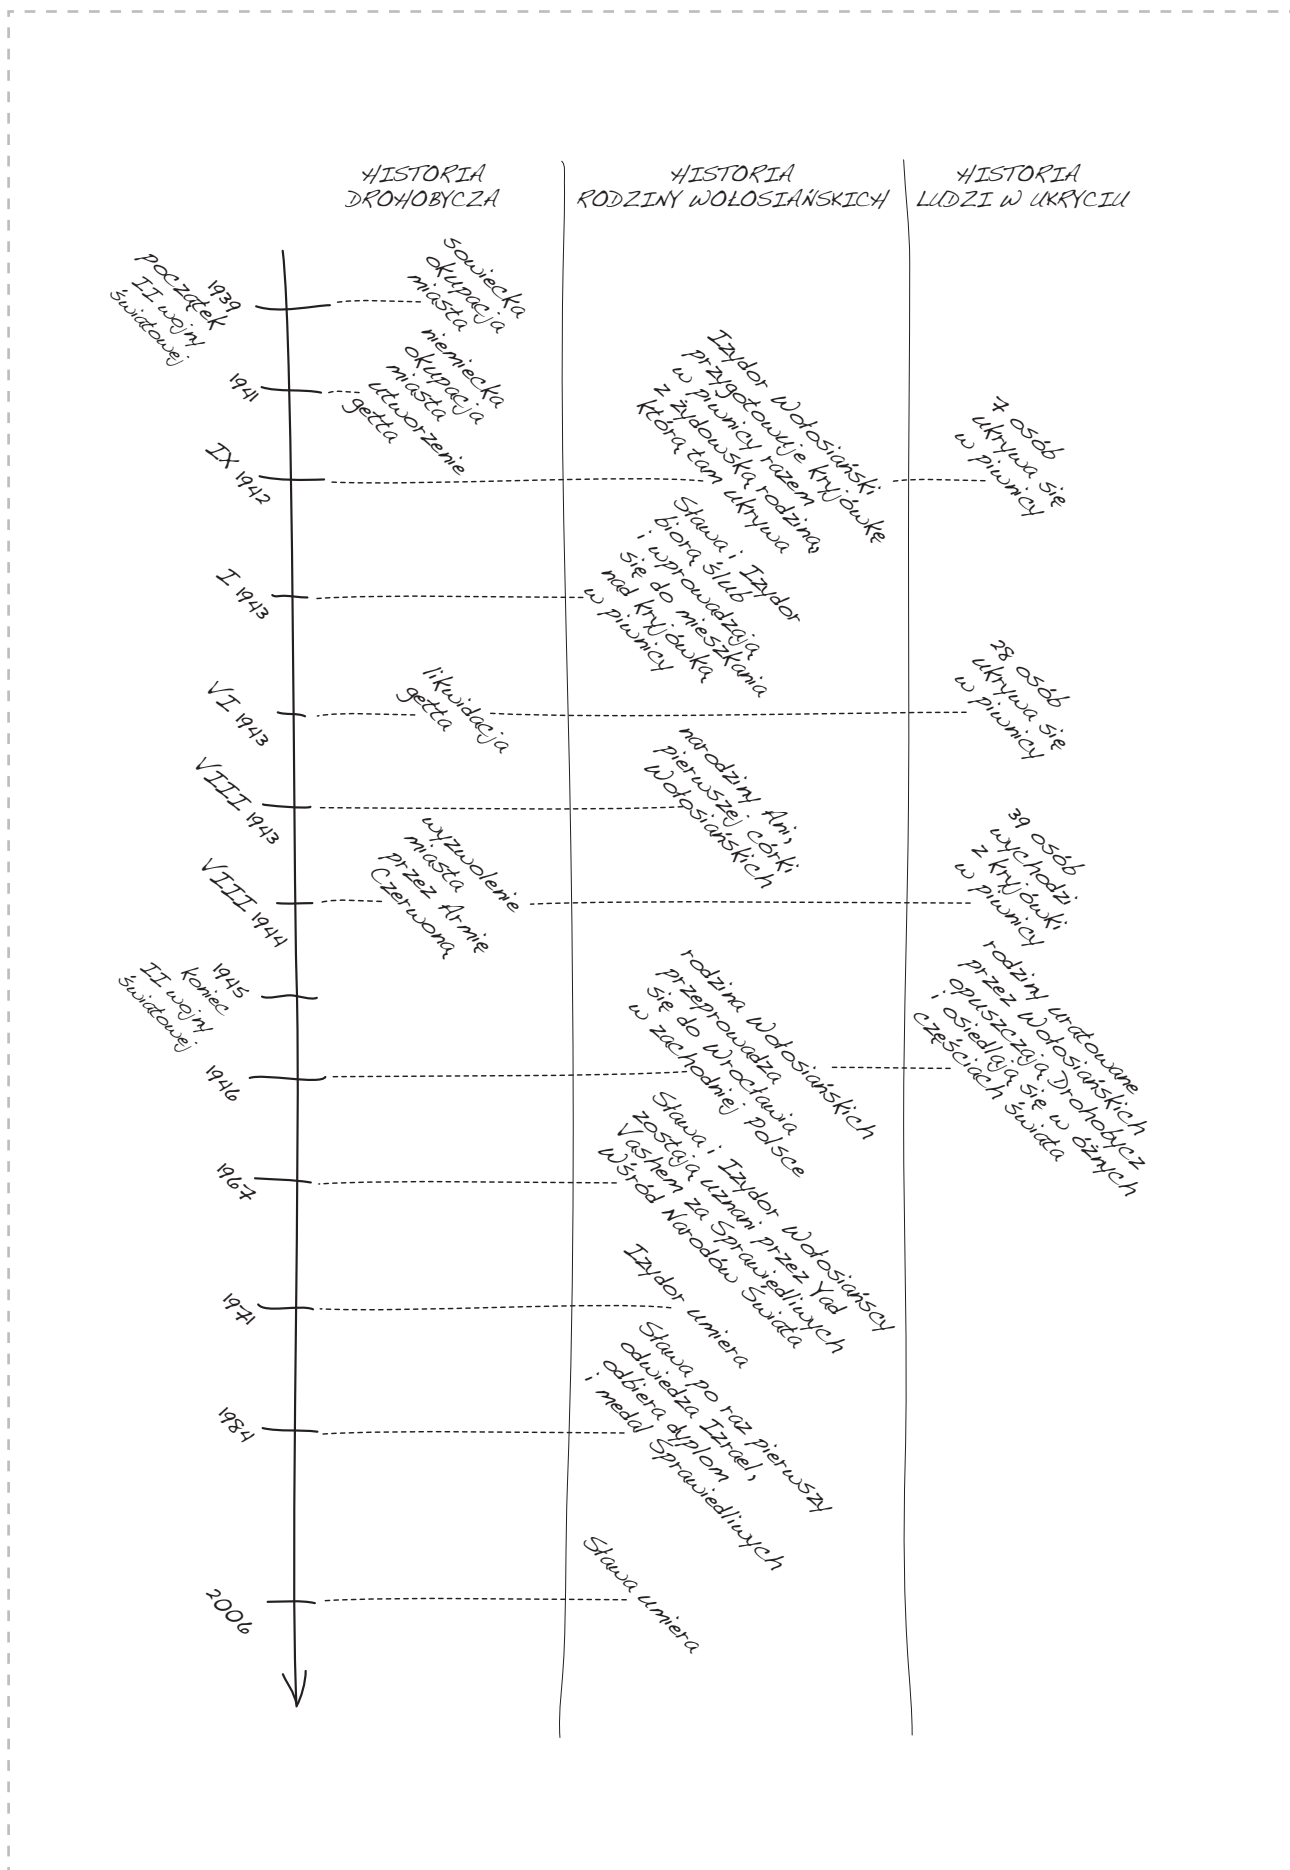 HISTORIA
DROHOBYCZA
HISTORIA
RODZINY WOŁOSIAŃSKICH
HISTORIA
LUDZI W UKRYCIU
1939
początek
II wojny
światowej
sowiecka
okupacja
miasta
1941
niemiecka
okupacja
miasta
utworzenie
getta
IX 1942
Izydor Wołosiański
przygotowuje kryjówkę
w piwnicy razem
z żydowską rodziną,
którą tam ukrywa
7 osób
ukrywa się
w piwnicy
I 1943
Sława i Izydor
biorą ślub
i wprowadzają
się do mieszkania
nad kryjówką
w piwnicy
VI 1943
likwidacja
getta
28 osób
ukrywa się
w piwnicy
VIII 1943
narodziny Ani,
pierwszej córki
Wołosiańskich
VIII 1944
wyzwolenie
miasta
przez Armię
Czerwoną
39 osób
wychodzi
z kryjówki
w piwnicy
1945
koniec
II wojny
światowej
1946
rodzina Wołosiańskich
przeprowadza
się do Wrocławia
w zachodniej Polsce
rodziny uratowane
przez Wołosiańskich
opuszczają Drohobycz
i osiedlają się w óżnych
częściach świata
1967
Sława i Izydor Wołosiańscy
zostają uznani przez Yad
Vashem za Sprawiedliwych
Wśród Narodów Świata
1971
Izydor umiera
1984
Sława po raz pierwszy
odwiedza Izrael,
odbiera dyplom
i medal Sprawiedliwych
2006
Sława umiera